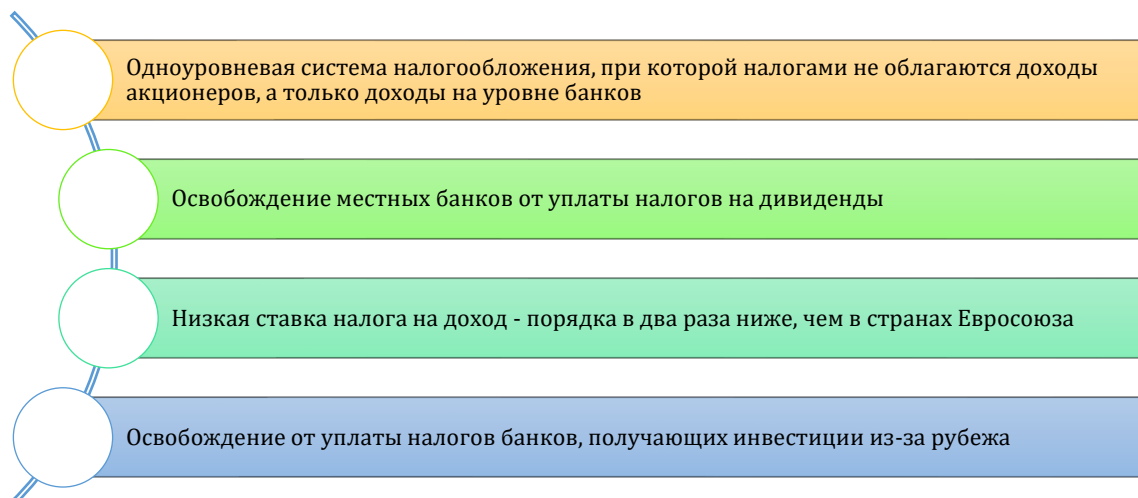 Одноуровневая система налогообложения, при которой налогами не облагаются доходы
акционеров, а только доходы на уровне банков
Освобождение местных банков от уплаты налогов на дивиденды
Низкая ставка налога на доход - порядка в два раза ниже, чем в странах Евросоюза
Освобождение от уплаты налогов банков, получающих инвестиции из-за рубежа